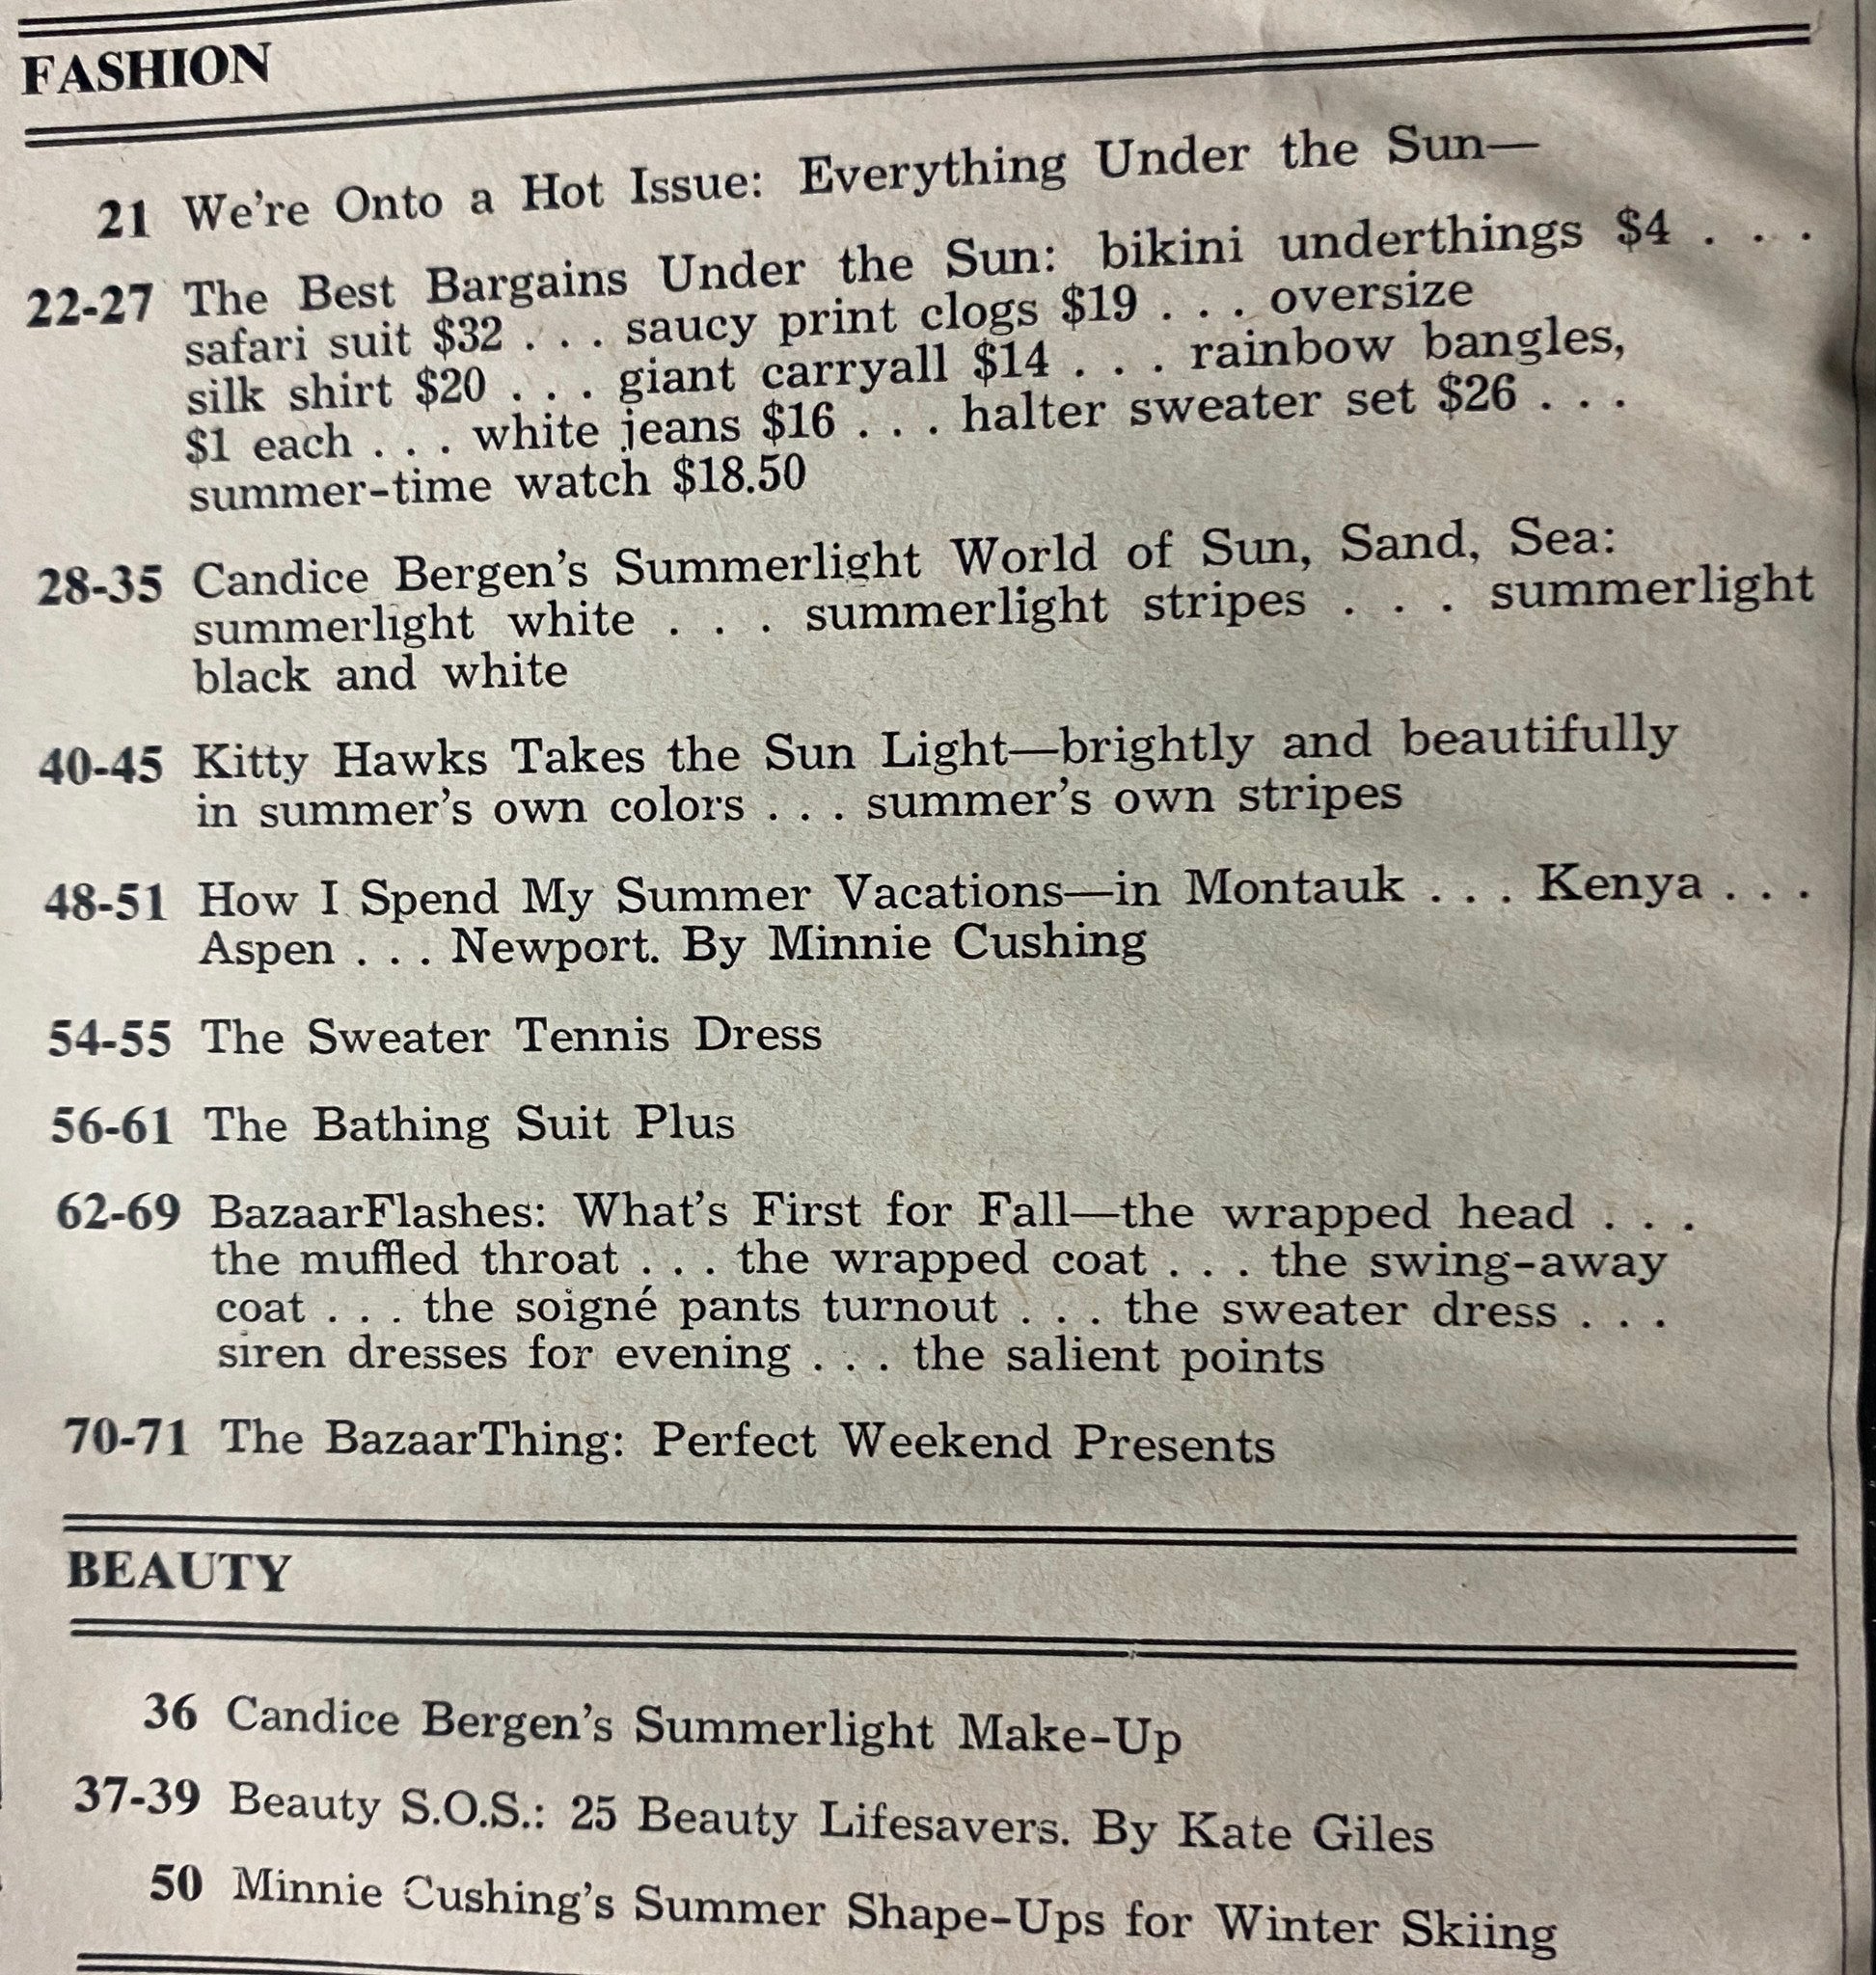 FASHION
21 We're Onto a Hot Issue: Everything Under the Sun—
22-27 The Best Bargains Under the Sun: bikini underthings $4 . . .
safari suit $32 . . . saucy print clogs $19 . . . oversize
silk shirt $20 . . . giant carryall $14 . . . rainbow bangles,
$1 each . . . white jeans $16 . . . halter sweater set $26 . . .
summer-time watch $18.50
28-35 Candice Bergen's Summerlight World of Sun, Sand, Sea:
summerlight white . . . summerlight stripes . . . summerlight
black and white
40-45 Kitty Hawks Takes the Sun Light—brightly and beautifully
in summer's own colors . . . summer's own stripes
48-51 How I Spend My Summer Vacations—in Montauk . . . Kenya . . .
Aspen . . . Newport. By Minnie Cushing
54-55 The Sweater Tennis Dress
56-61 The Bathing Suit Plus
62-69 BazaarFlashes: What's First for Fall—the wrapped head . . .
the muffled throat . . . the wrapped coat . . . the swing-away
coat . . . the soigné pants turnout . . . the sweater dress . . .
siren dresses for evening . . . the salient points
70-71 The BazaarThing: Perfect Weekend Presents
BEAUTY
36 Candice Bergen's Summerlight Make-Up
37-39 Beauty S.O.S.: 25 Beauty Lifesavers. By Kate Giles
50 Minnie Cushing's Summer Shape-Ups for Winter Skiing